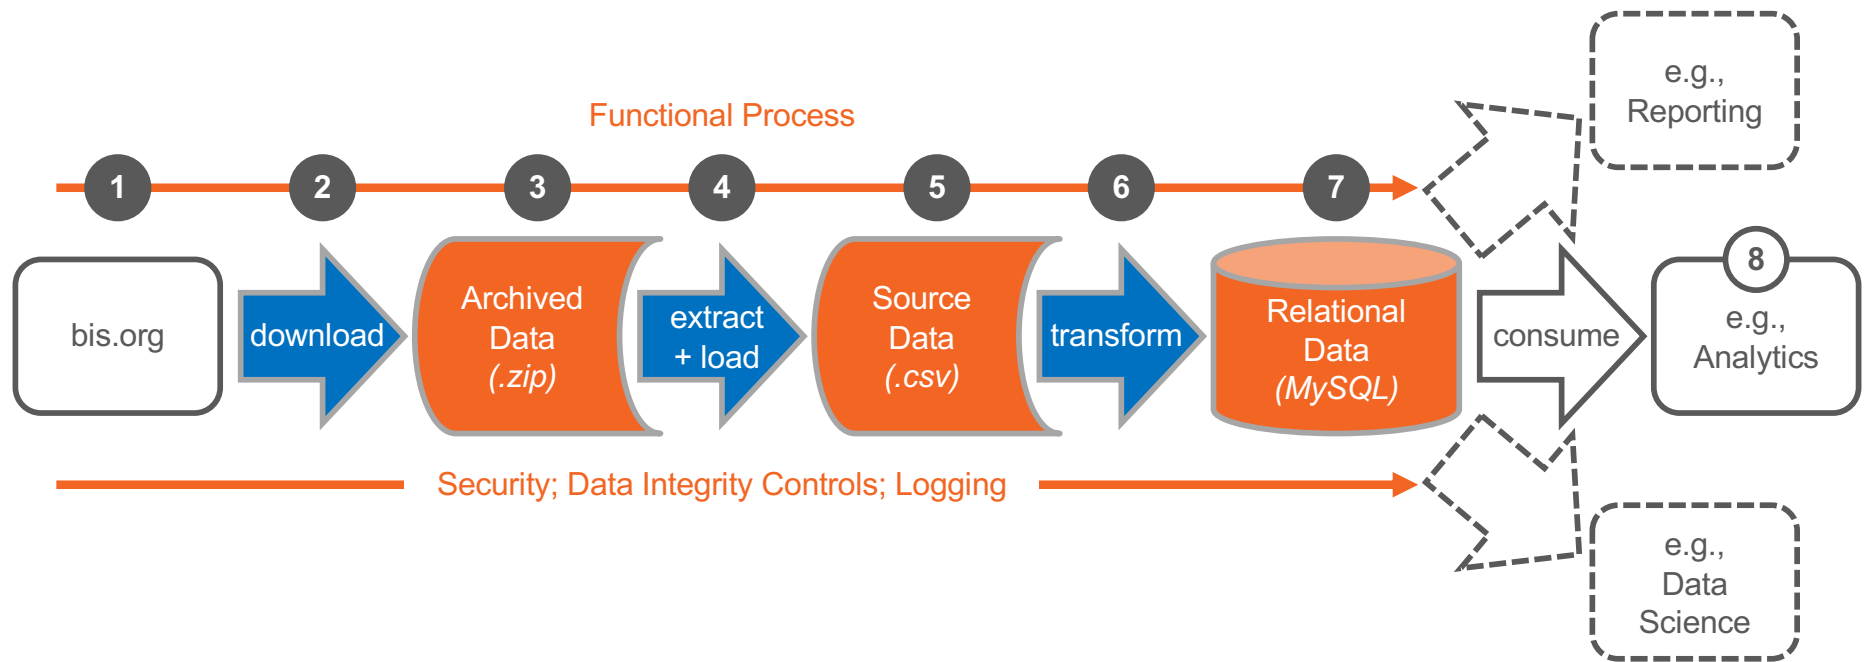 Functional Process
1
2
3
4
5
6
7
bis.org
download
Archived
Data
(.zip)
extract
+ load
Source
Data
(.csv)
transform
Relational
Data
(MySQL)
consume
e.g.,
Reporting
8
e.g.,
Analytics
e.g.,
Data
Science
Security; Data Integrity Controls; Logging